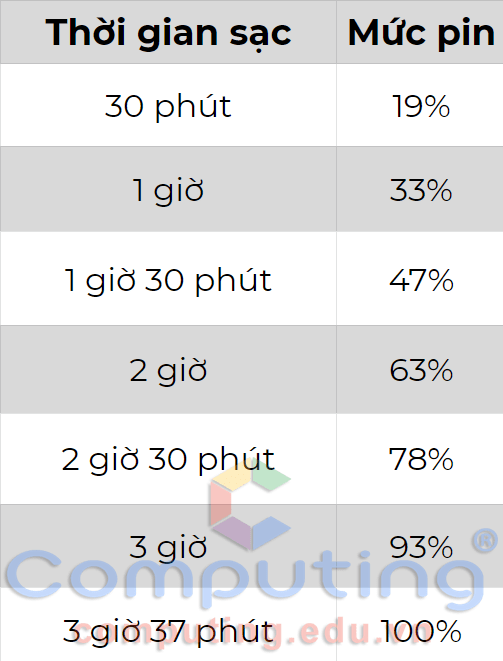 Thời gian sạc Mức pin
30 phút 19%
1 giờ 33%
1 giờ 30 phút 47%
2 giờ 63%
2 giờ 30 phút 78%
3 giờ 93%
Computing®
3 giờ 37 phút 100%
computing.edu.vn